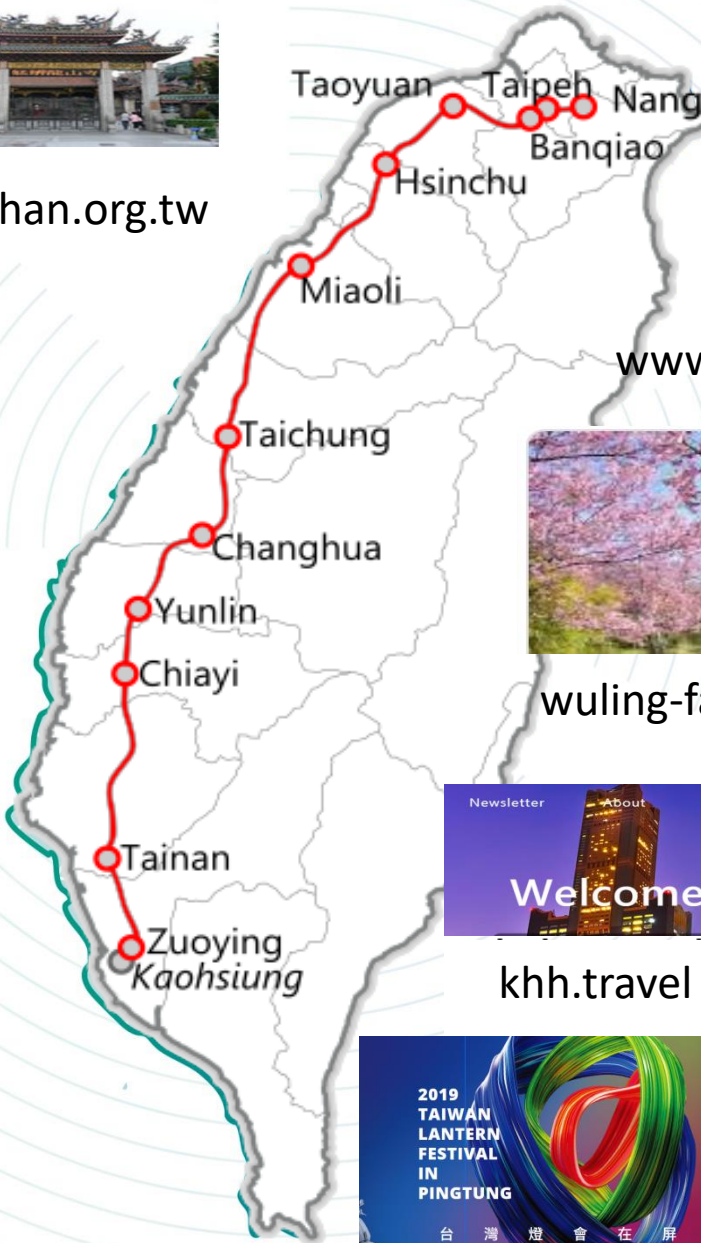 Taoyuan
Taipeh
Nang
Banqiao
Hsinchu
han.org.tw
Miaoli
www
Taichung
Changhua
Yunlin
Chiayi
wuling-fa
Newsletter About
Welcome
Tainan
Zuoying
Kaohsiung
khh.travel
2019
TAIWAN
LANTERN
FESTIVAL
IN
PINGTUNG
台 灣 燈 會 在 屏